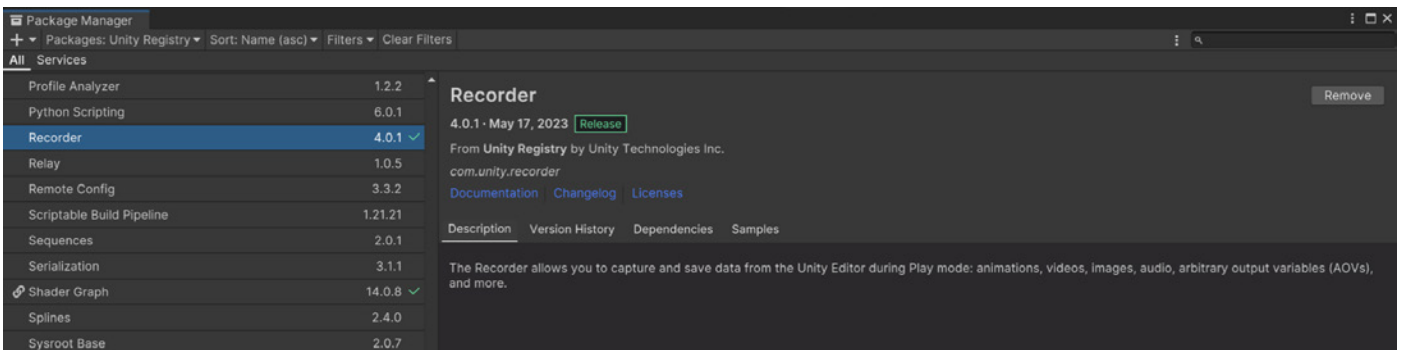 Package Manager
Packages: Unity Registry Sort: Name (asc) Filters Clear Filters
All Services
Profile Analyzer 1.2.2
Python Scripting 6.0.1
Recorder 4.0.1
Relay 1.0.5
Remote Config 3.3.2
Scriptable Build Pipeline 1.21.21
Sequences 2.0.1
Serialization 3.1.1
Shader Graph 14.0.8
Splines 2.4.0
Sysroot Base 2.0.7
Recorder
Remove
4.0.1 · May 17, 2023 Release
From Unity Registry by Unity Technologies Inc.
com.unity.recorder
Documentation Changelog Licenses
Description Version History Dependencies Samples
The Recorder allows you to capture and save data from the Unity Editor during Play mode: animations, videos, images, audio, arbitrary output variables (AOVs),
and more.